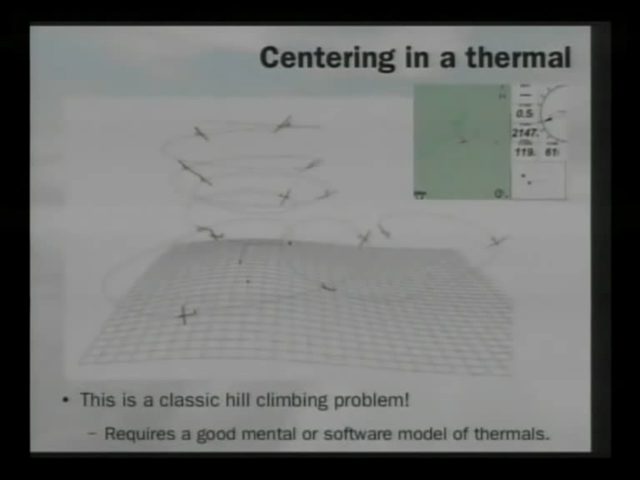 Centering in a thermal
0.5
2147.
119. 61
• This is a classic hill climbing problem!
– Requires a good mental or software model of thermals.